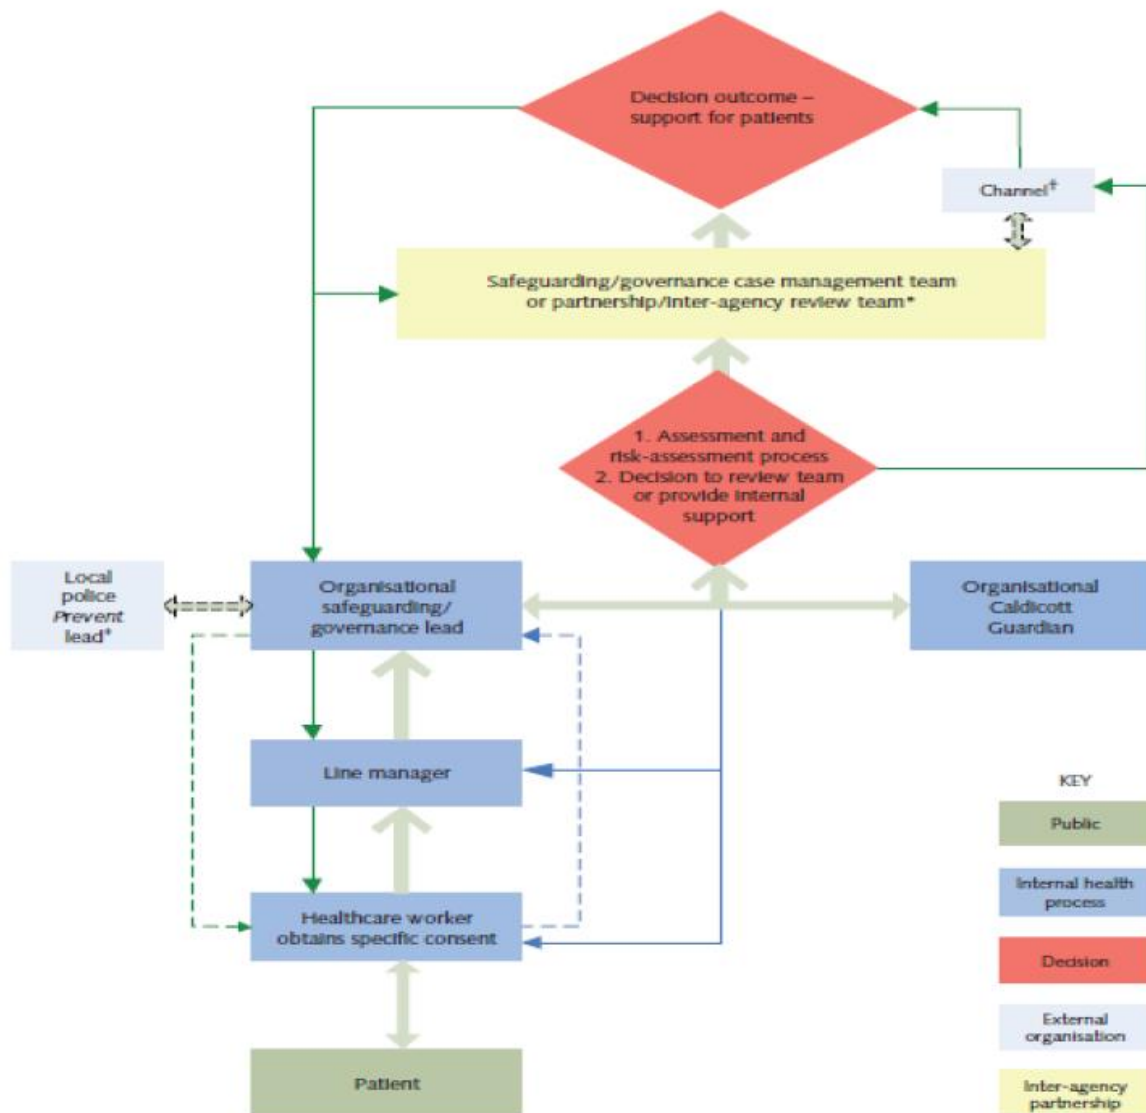 Decision outcome –
support for patients
Channel†
Safeguarding/governance case management team
or partnership/inter-agency review team*
1. Assessment and
risk-assessment process
2. Decision to review team
or provide internal
support
Local
police
Prevent
lead*
Organisational
safeguarding/
governance lead
Organisational
Caldicott
Guardian
Line manager
Healthcare worker
obtains specific consent
Patient
KEY
Public
Internal health
process
Decision
External
organisation
Inter-agency
partnership